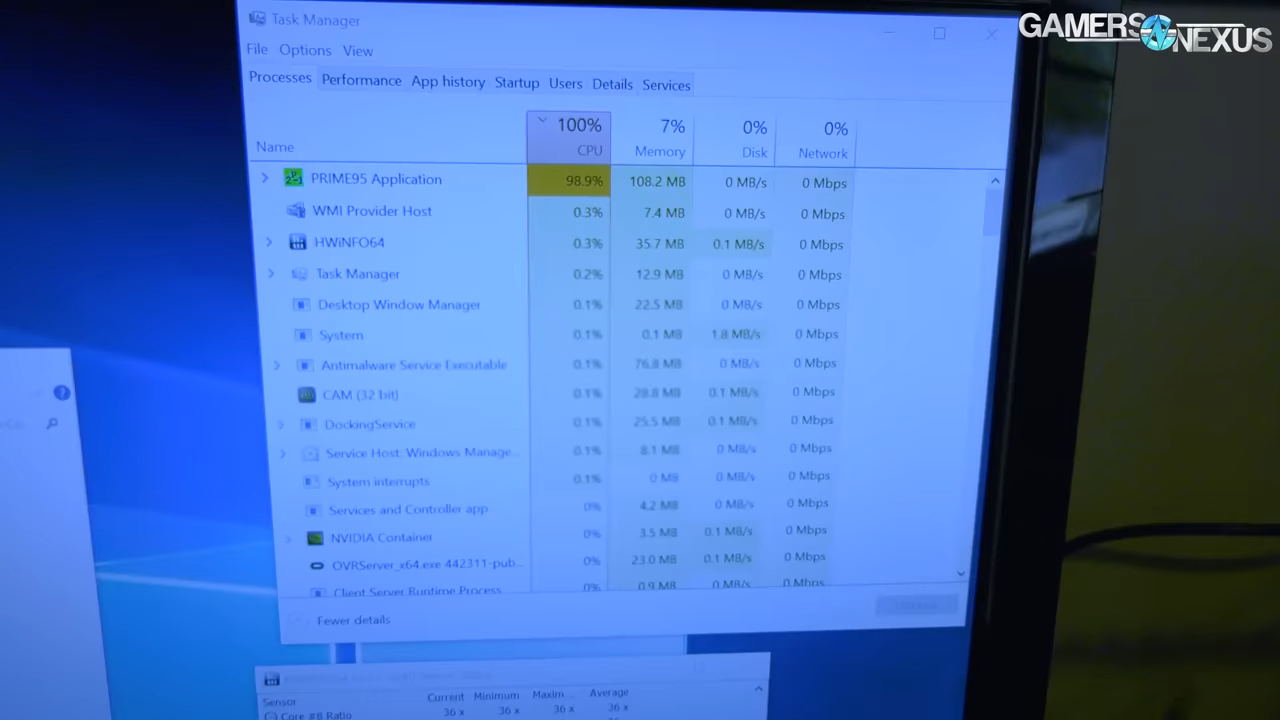 GAMERS NEXUS
Task Manager
File Options View
Processes Performance App history Startup Users Details Services
100% 7% 0% 0%
Name CPU Memory Disk Network
PRIME95 Application 98.9% 108.2 MB 0 MB/s 0 Mbps
WMI Provider Host 0.3% 7.4 MB 0 MB/s 0 Mbps
HWiNFO64 0.3% 35.7 MB 0.1 MB/s 0 Mbps
Task Manager 0.2% 12.9 MB 0 MB/s 0 Mbps
Desktop Window Manager 0.1% 22.5 MB 0 MB/s 0 Mbps
System 0.1% 0.1 MB 1.8 MB/s 0 Mbps
Antimalware Service Executable 0.1% 76.8 MB 0 MB/s 0 Mbps
CAM (32 bit) 0.1% 28.8 MB 0.1 MB/s 0 Mbps
DockingService 0.1% 25.5 MB 0.1 MB/s 0 Mbps
Service Host: Windows Manage... 0.1% 8.1 MB 0 MB/s 0 Mbps
System interrupts 0.1% 0 MB 0 MB/s 0 Mbps
Services and Controller app 0% 4.2 MB 0 MB/s 0 Mbps
NVIDIA Container 0% 3.5 MB 0.1 MB/s 0 Mbps
OVRServer_x64.exe 442311-pub... 0% 23.0 MB 0.1 MB/s 0 Mbps
Client Server Runtime Process 0% 0.9 MB 0 MB/s 0 Mbps
Fewer details
Sensor Current Minimum Maxim... Average
Core #8 Ratio 36 x 36 x 36 x 36 x